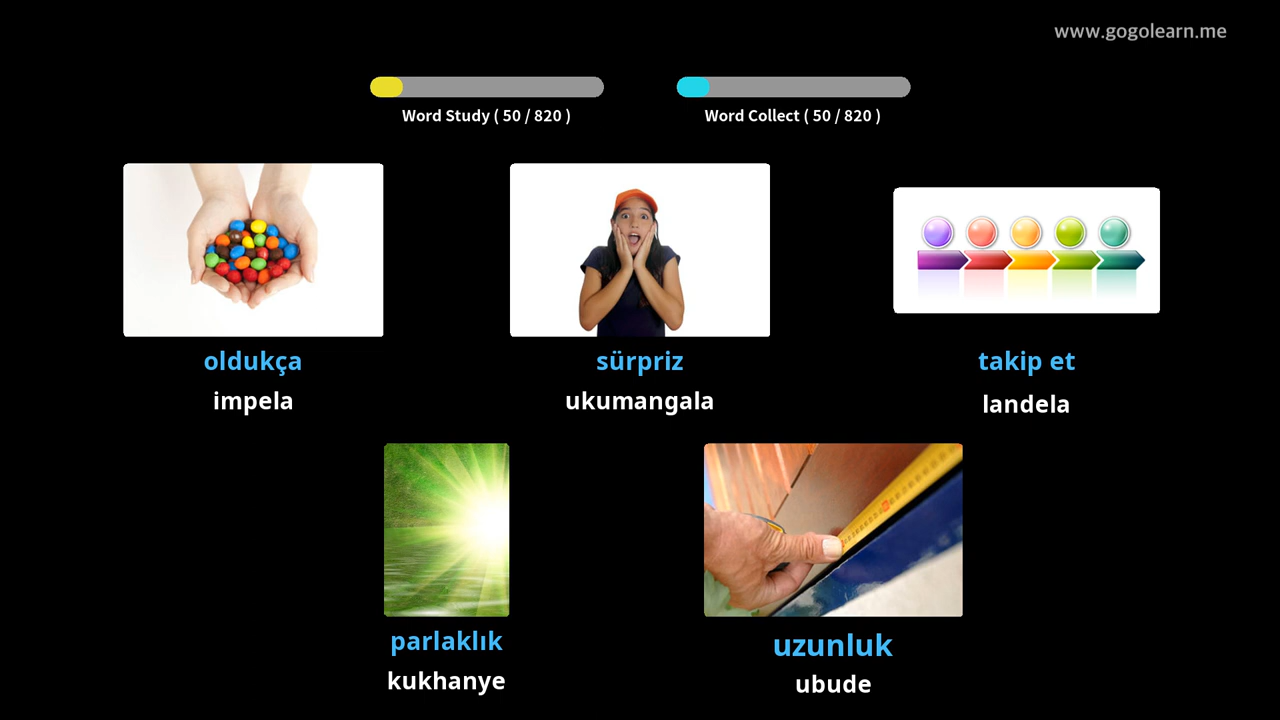 www.gogolearn.me
Word Study ( 50 / 820 )
Word Collect ( 50 / 820 )
oldukça
impela
sürpriz
ukumangala
takip et
landela
parlaklık
kukhanye
uzunluk
ubude